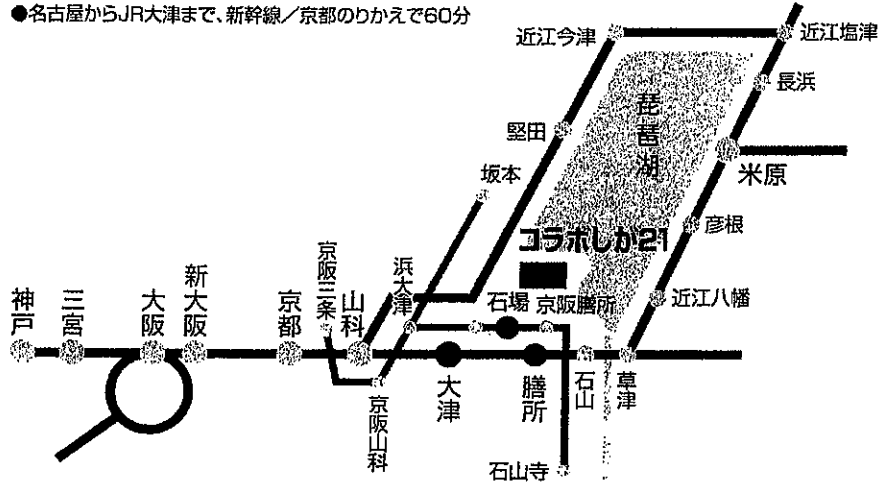 ●名古屋からJR大津まで、新幹線／京都のりかえで60分
近江今津
近江塩津
長浜
琵琶湖
堅田
米原
坂本
彦根
コラボしが21
京阪三条
浜大津
石場
京阪膳所
近江八幡
神戸
三宮
大阪
新大阪
京都
山科
大津
膳所
石山
草津
京阪山科
石山寺